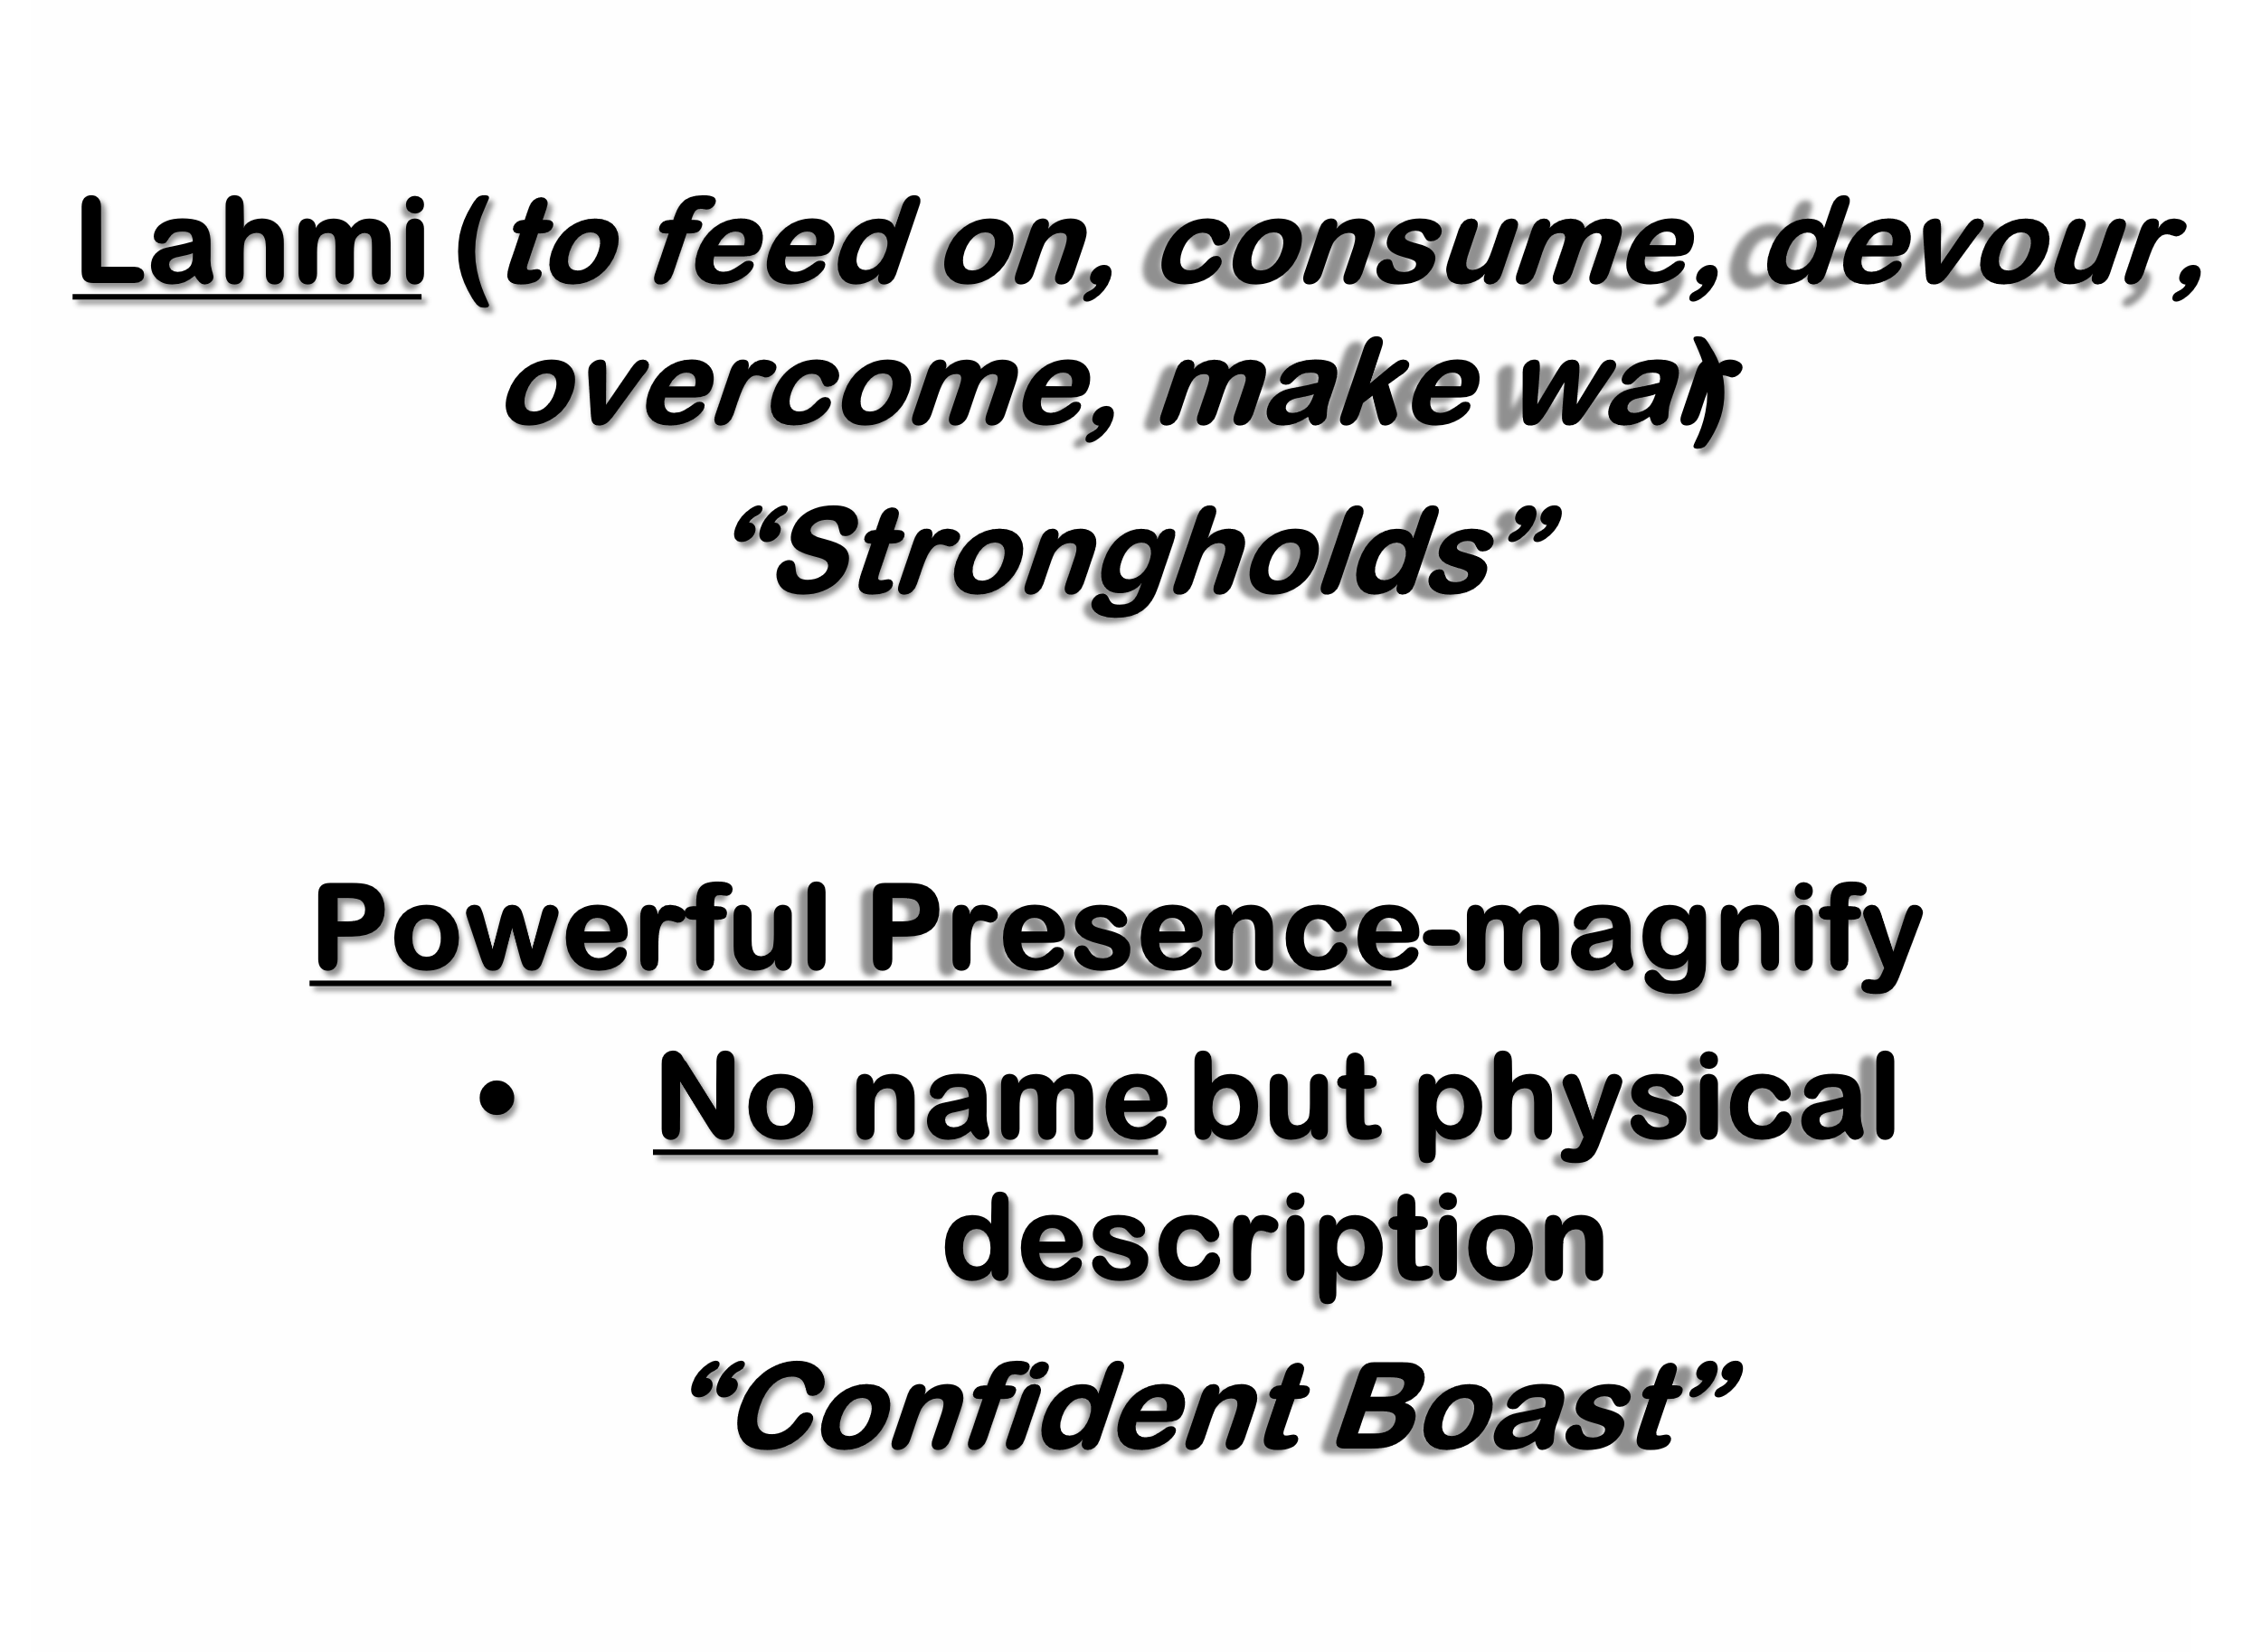 Lahmi (to feed on, consume, devour,
overcome, make war)
“Strongholds”
Powerful Presence-magnify
• No name but physical
description
“Confident Boast”